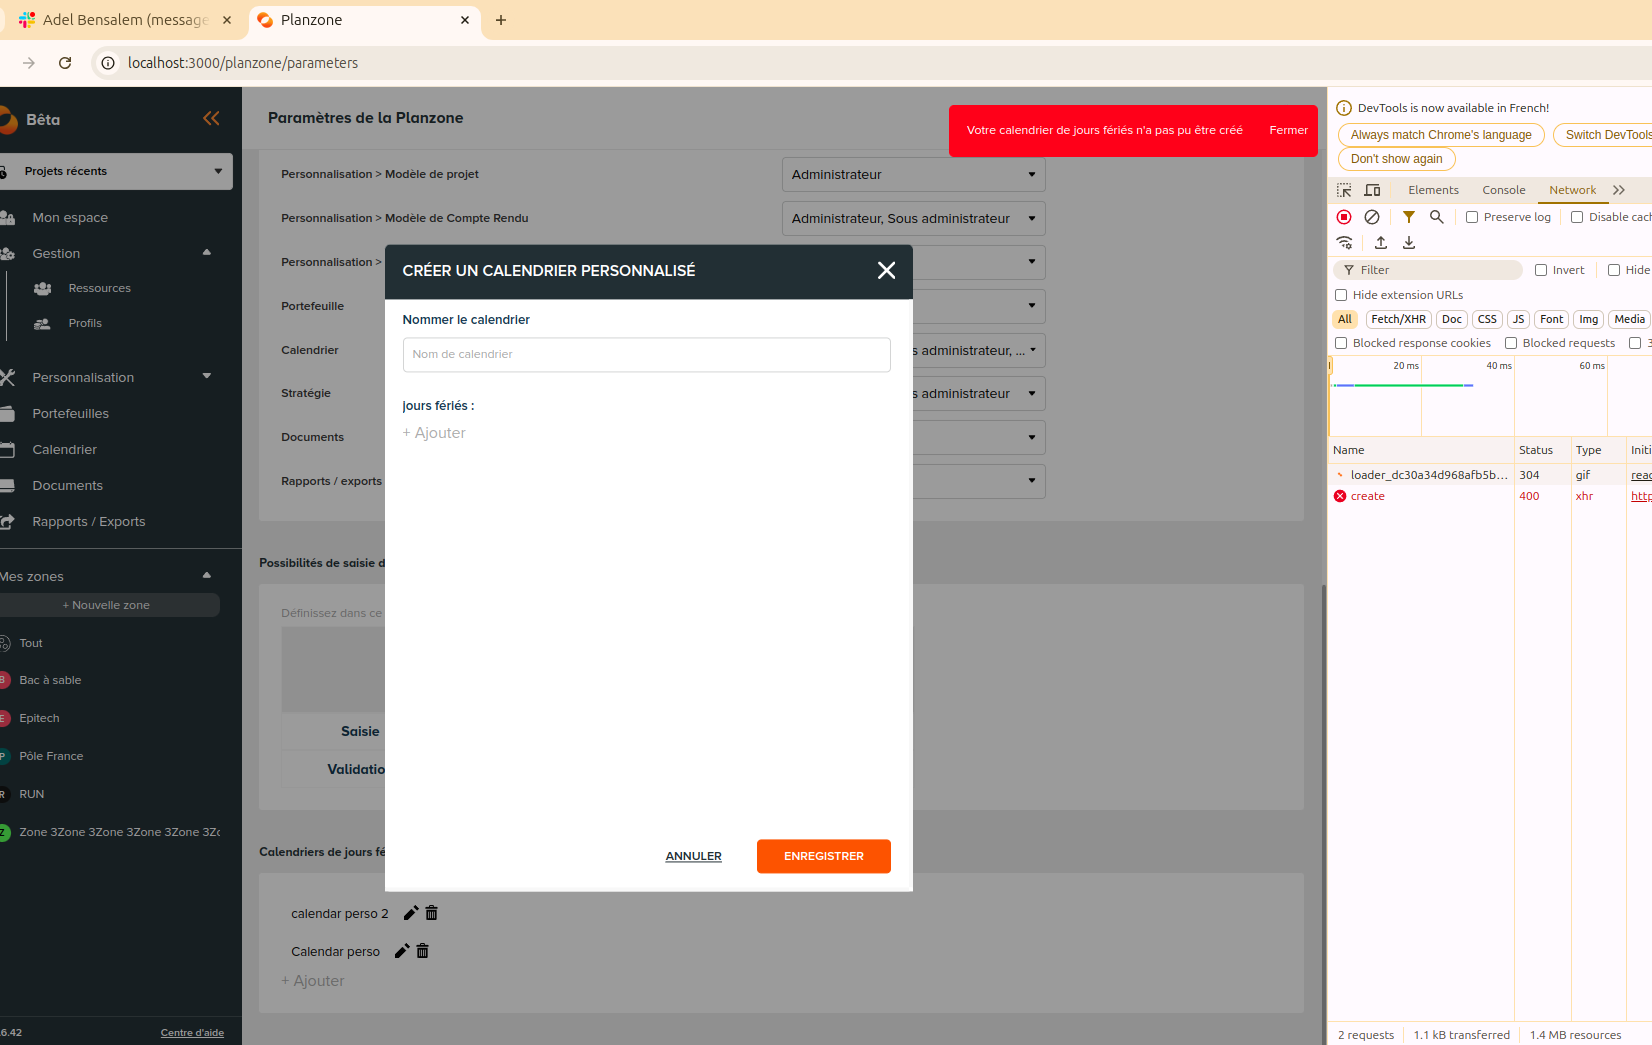 Adel Bensalem (message
Planzone
localhost:3000/planzone/parameters
Bêta
Projets récents
Mon espace
Gestion
Ressources
Profils
Personnalisation
Portefeuilles
Calendrier
Documents
Rapports / Exports
Mes zones
+ Nouvelle zone
Tout
B Bac à sable
E Epitech
P Pôle France
R RUN
Z Zone 3Zone 3Zone 3Zone 3Zo
6.42
Centre d'aide
Paramètres de la Planzone
Votre calendrier de jours fériés n'a pas pu être créé Fermer
Personnalisation > Modèle de projet
Administrateur
Personnalisation > Modèle de Compte Rendu
Administrateur, Sous administrateur
Personnalisation >
Portefeuille
Calendrier
s administrateur, ...
Stratégie
s administrateur
Documents
Rapports / exports
CRÉER UN CALENDRIER PERSONNALISÉ
Nommer le calendrier
Nom de calendrier
Jours fériés :
+ Ajouter
ANNULER
ENREGISTRER
Possibilités de saisie d
Définissez dans ce
Saisie
Validatio
Calendriers de jours fé
calendar perso 2
Calendar perso
+ Ajouter
DevTools is now available in French!
Always match Chrome's language
Switch DevTools
Don't show again
Elements
Console
Network
Preserve log
Disable cach
Filter
Invert
Hide
Hide extension URLs
All
Fetch/XHR
Doc
CSS
JS
Font
Img
Media
Blocked response cookies
Blocked requests
3
20 ms
40 ms
60 ms
Name Status Type Initi
loader_dc30a34d968afb5b... 304 gif reac
create 400 xhr http
2 requests
1.1 kB transferred
1.4 MB resources